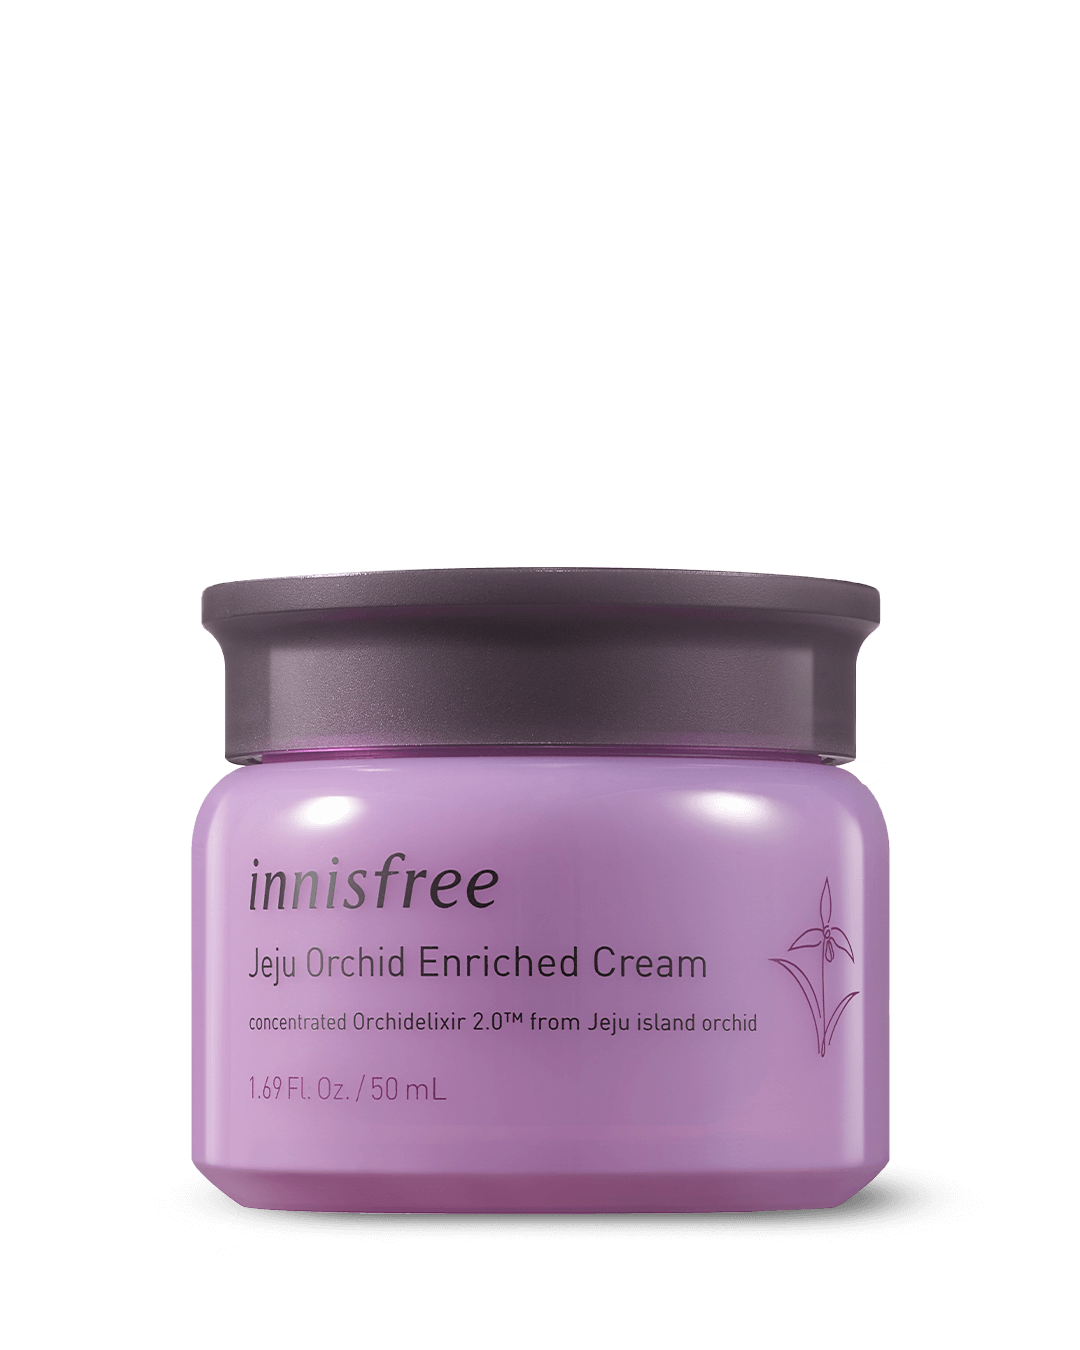 innisfree
Jeju Orchid Enriched Cream
concentrated Orchidelixir 2.0™ from Jeju island orchid
1.69 Fl. Oz. / 50 mL